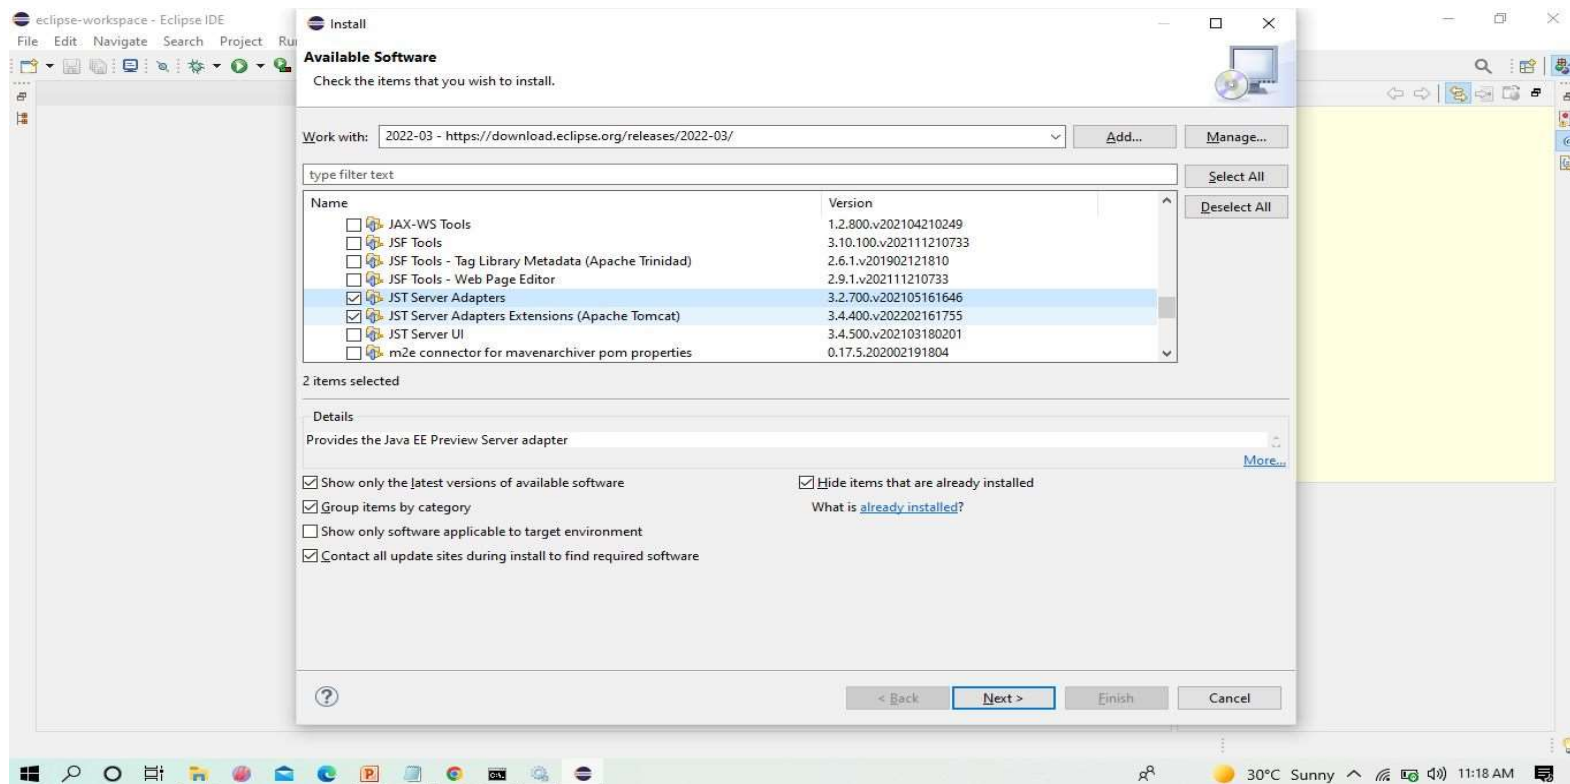 eclipse-workspace - Eclipse IDE
File Edit Navigate Search Project Ru
Install
Available Software
Check the items that you wish to install.
Work with: 2022-03 - https://download.eclipse.org/releases/2022-03/ Add... Manage...
type filter text Select All
Name Version Deselect All
JAX-WS Tools 1.2.800.v202104210249
JSF Tools 3.10.100.v202111210733
JSF Tools - Tag Library Metadata (Apache Trinidad) 2.6.1.v201902121810
JSF Tools - Web Page Editor 2.9.1.v202111210733
JST Server Adapters 3.2.700.v202105161646
JST Server Adapters Extensions (Apache Tomcat) 3.4.400.v202202161755
JST Server UI 3.4.500.v202103180201
m2e connector for mavenarchiver pom properties 0.17.5.202002191804
2 items selected
Details
Provides the Java EE Preview Server adapter
More...
Show only the latest versions of available software Hide items that are already installed
Group items by category What is already installed?
Show only software applicable to target environment
Contact all update sites during install to find required software
< Back Next > Finish Cancel
30°C Sunny 11:18 AM